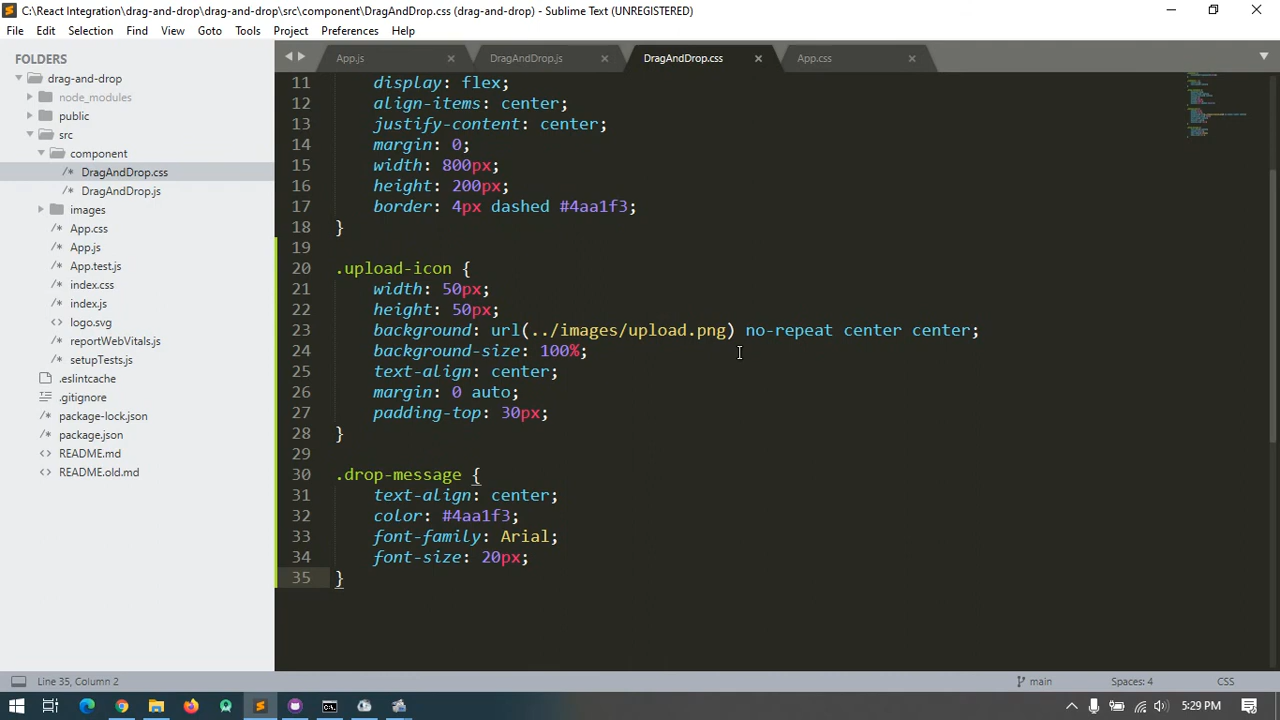 C:\React Integration\drag-and-drop\drag-and-drop\src\component\DragAndDrop.css (drag-and-drop) - Sublime Text (UNREGISTERED)
File Edit Selection Find View Goto Tools Project Preferences Help
FOLDERS
drag-and-drop
node_modules
public
src
component
/* DragAndDrop.css
/* DragAndDrop.js
images
/* App.css
/* App.js
/* App.test.js
/* index.css
/* index.js
<> logo.svg
/* reportWebVitals.js
/* setupTests.js
.eslintcache
.gitignore
/* package-lock.json
/* package.json
<> README.md
<> README.old.md
App.js DragAndDrop.js DragAndDrop.css App.css
11 display: flex;
12 align-items: center;
13 justify-content: center;
14 margin: 0;
15 width: 800px;
16 height: 200px;
17 border: 4px dashed #4aa1f3;
18 }
19
20 .upload-icon {
21 width: 50px;
22 height: 50px;
23 background: url(../images/upload.png) no-repeat center center;
24 background-size: 100%;
25 text-align: center;
26 margin: 0 auto;
27 padding-top: 30px;
28 }
29
30 .drop-message {
31 text-align: center;
32 color: #4aa1f3;
33 font-family: Arial;
34 font-size: 20px;
35 }
Line 35, Column 2 main Spaces: 4 CSS
5:29 PM